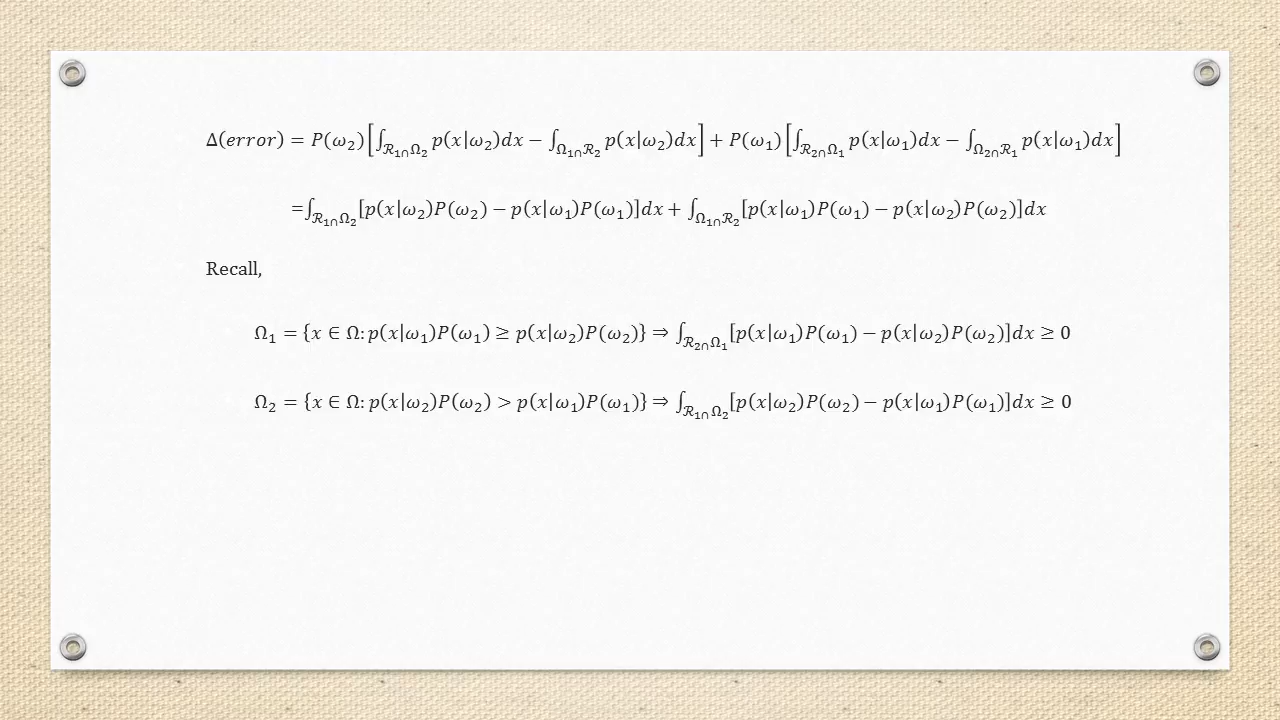 Δ(error) = P(ω₂)[∫_{ℛ₁∩Ω₂} p(x|ω₂)dx − ∫_{Ω₁∩ℛ₂} p(x|ω₂)dx] + P(ω₁)[∫_{ℛ₂∩Ω₁} p(x|ω₁)dx − ∫_{Ω₂∩ℛ₁} p(x|ω₁)dx]
=∫_{ℛ₁∩Ω₂}[p(x|ω₂)P(ω₂) − p(x|ω₁)P(ω₁)]dx + ∫_{Ω₁∩ℛ₂}[p(x|ω₁)P(ω₁) − p(x|ω₂)P(ω₂)]dx
Recall,
Ω₁ = {x ∈ Ω: p(x|ω₁)P(ω₁) ≥ p(x|ω₂)P(ω₂)} ⇒ ∫_{ℛ₂∩Ω₁}[p(x|ω₁)P(ω₁) − p(x|ω₂)P(ω₂)]dx ≥ 0
Ω₂ = {x ∈ Ω: p(x|ω₂)P(ω₂) > p(x|ω₁)P(ω₁)} ⇒ ∫_{ℛ₁∩Ω₂}[p(x|ω₂)P(ω₂) − p(x|ω₁)P(ω₁)]dx ≥ 0